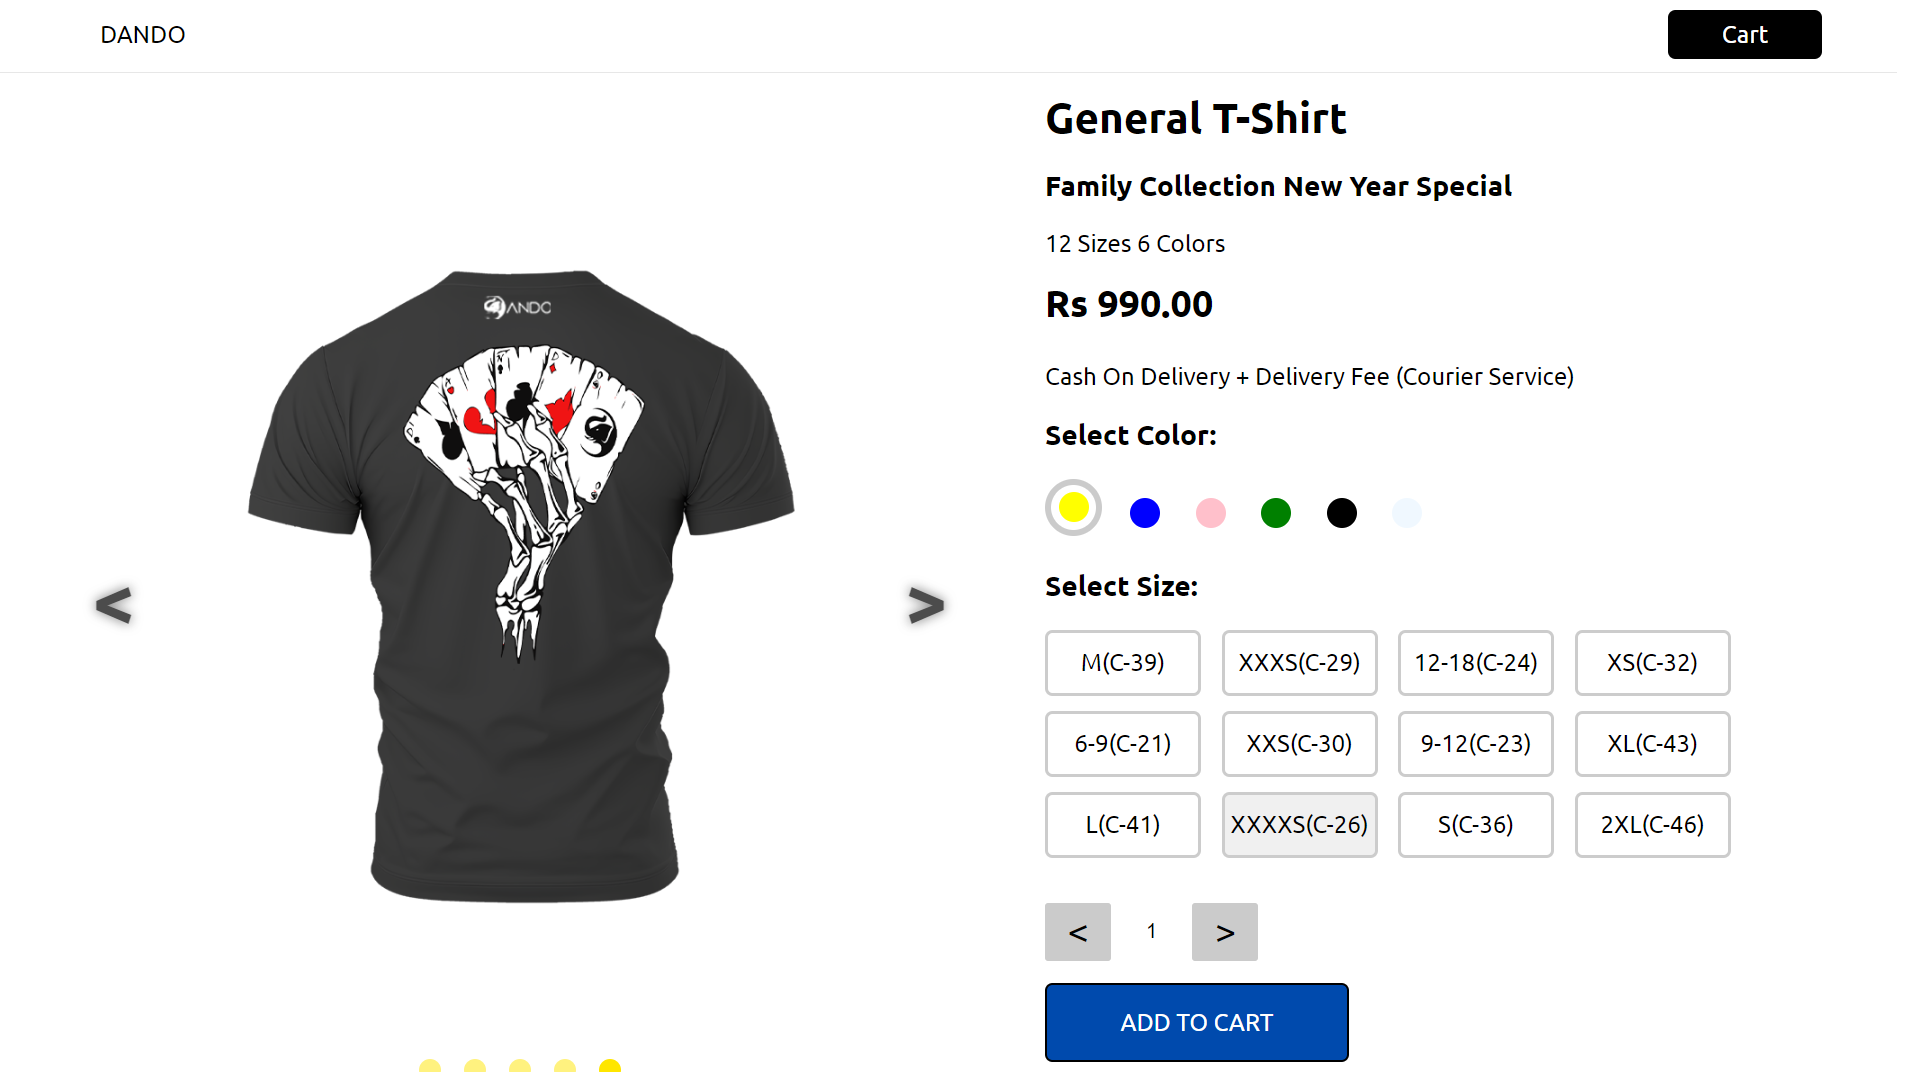 DANDO
Cart
General T-Shirt
Family Collection New Year Special
12 Sizes 6 Colors
Rs 990.00
Cash On Delivery + Delivery Fee (Courier Service)
Select Color:
Select Size:
M(C-39) XXXS(C-29) 12-18(C-24) XS(C-32)
6-9(C-21) XXS(C-30) 9-12(C-23) XL(C-43)
L(C-41) XXXXS(C-26) S(C-36) 2XL(C-46)
< 1 >
ADD TO CART
ANDO
< >